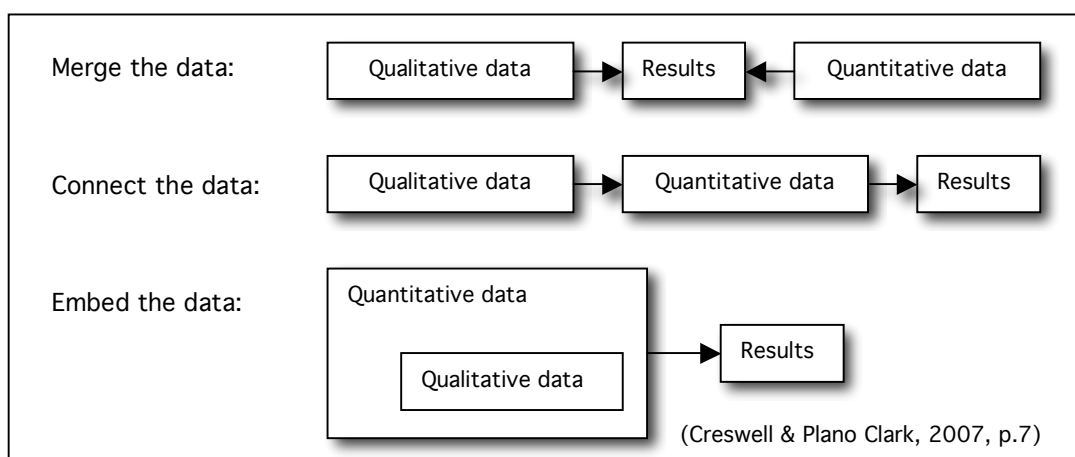 Merge the data:
Qualitative data
Results
Quantitative data
Connect the data:
Qualitative data
Quantitative data
Results
Embed the data:
Quantitative data
Qualitative data
Results
(Creswell & Plano Clark, 2007, p.7)